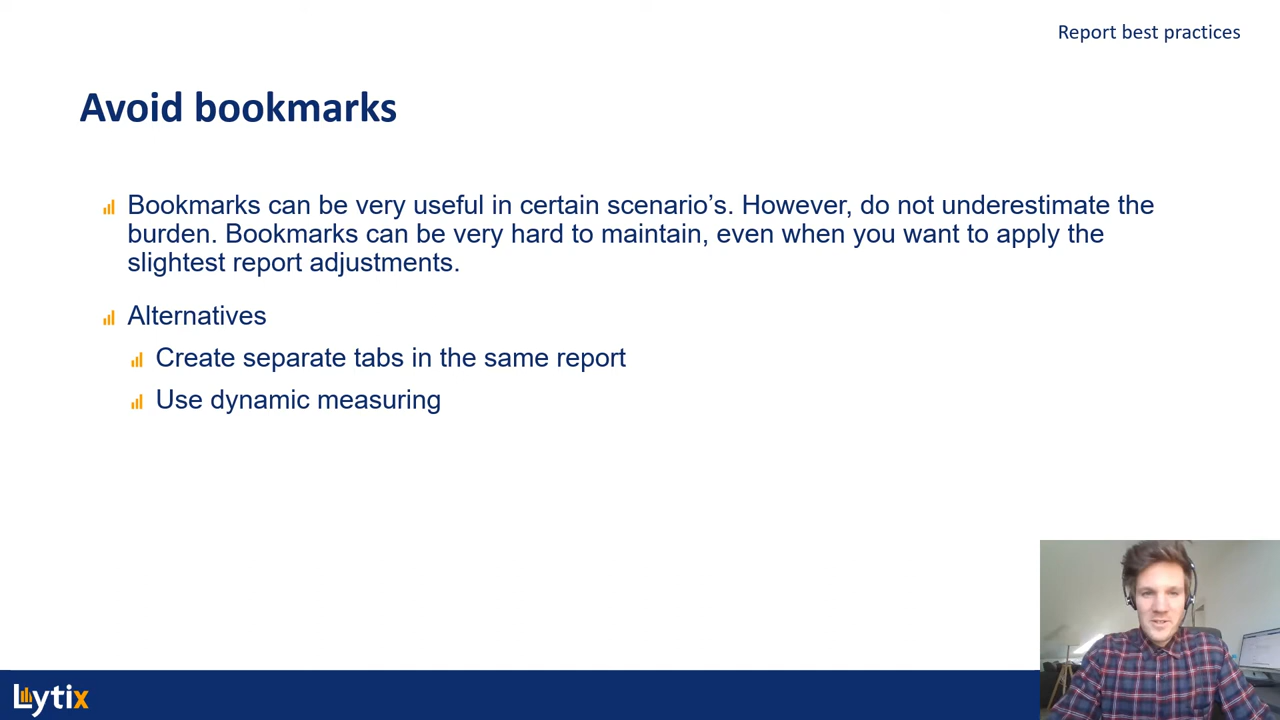 Report best practices
Avoid bookmarks
Bookmarks can be very useful in certain scenario’s. However, do not underestimate the
burden. Bookmarks can be very hard to maintain, even when you want to apply the
slightest report adjustments.
Alternatives
Create separate tabs in the same report
Use dynamic measuring
Lytix